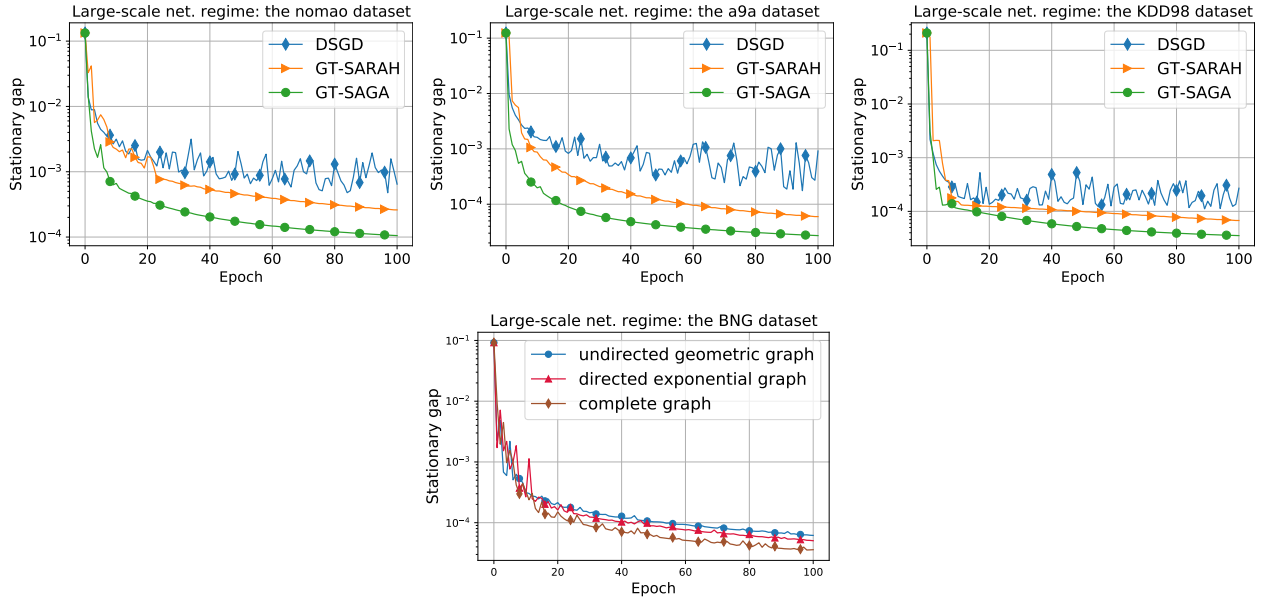 Large-scale net. regime: the nomao dataset
Stationary gap
10⁻¹
10⁻²
10⁻³
10⁻⁴
DSGD
GT-SARAH
GT-SAGA
0 20 40 60 80 100
Epoch
Large-scale net. regime: the a9a dataset
Stationary gap
10⁻¹
10⁻²
10⁻³
10⁻⁴
DSGD
GT-SARAH
GT-SAGA
0 20 40 60 80 100
Epoch
Large-scale net. regime: the KDD98 dataset
Stationary gap
10⁻¹
10⁻²
10⁻³
10⁻⁴
DSGD
GT-SARAH
GT-SAGA
0 20 40 60 80 100
Epoch
Large-scale net. regime: the BNG dataset
Stationary gap
10⁻¹
10⁻²
10⁻³
10⁻⁴
undirected geometric graph
directed exponential graph
complete graph
0 20 40 60 80 100
Epoch